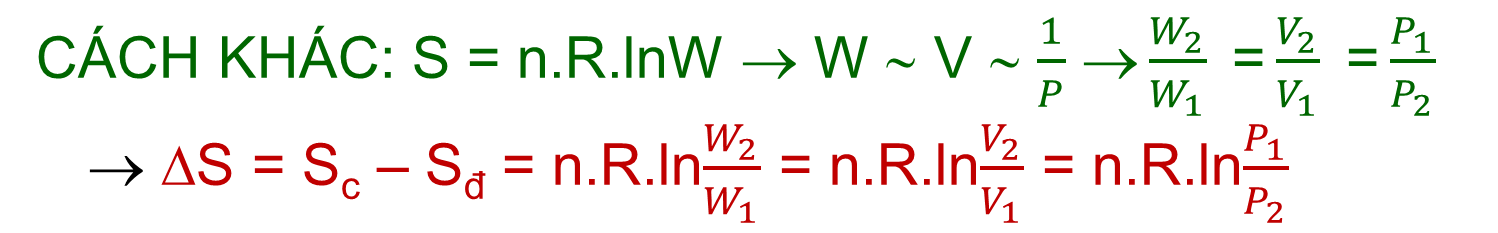 CÁCH KHÁC: S = n.R.lnW → W ~ V ~ 1/P → W₂/W₁ = V₂/V₁ = P₁/P₂
→ ΔS = S꜀ – Sđ = n.R.ln W₂/W₁ = n.R.ln V₂/V₁ = n.R.ln P₁/P₂